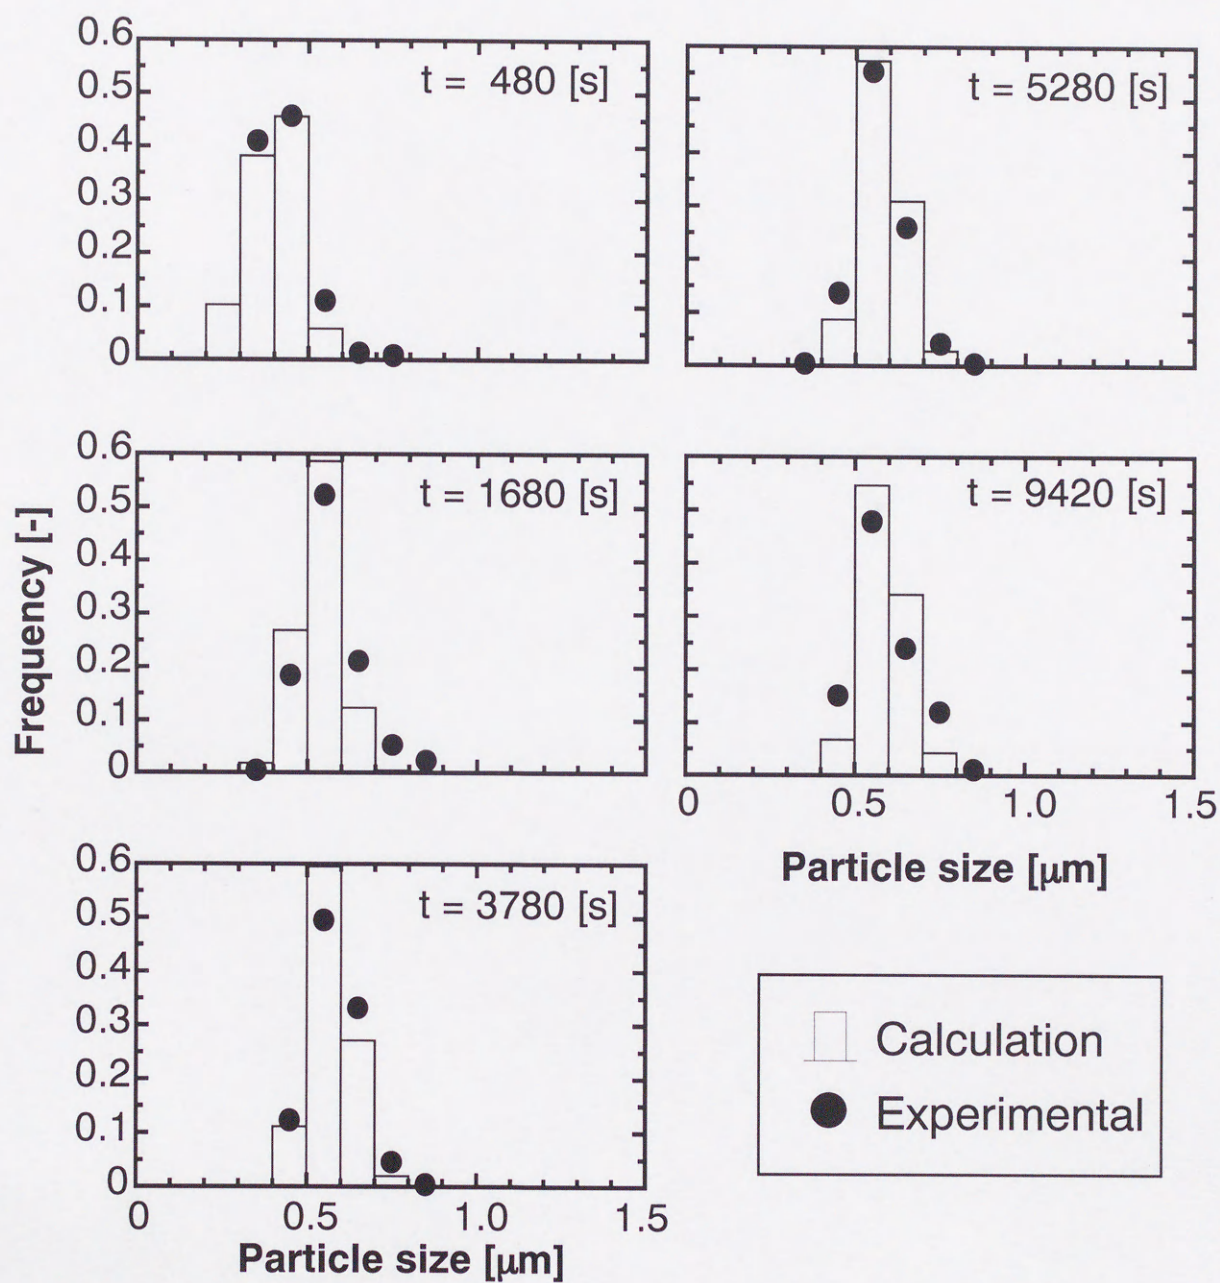 0.6
0.5
0.4
0.3
0.2
0.1
0
t = 480 [s]
t = 5280 [s]
0.6
0.5
0.4
0.3
0.2
0.1
0
t = 1680 [s]
t = 9420 [s]
0 0.5 1.0 1.5
Particle size [μm]
Frequency [-]
0.6
0.5
0.4
0.3
0.2
0.1
0
t = 3780 [s]
0 0.5 1.0 1.5
Particle size [μm]
Calculation
Experimental